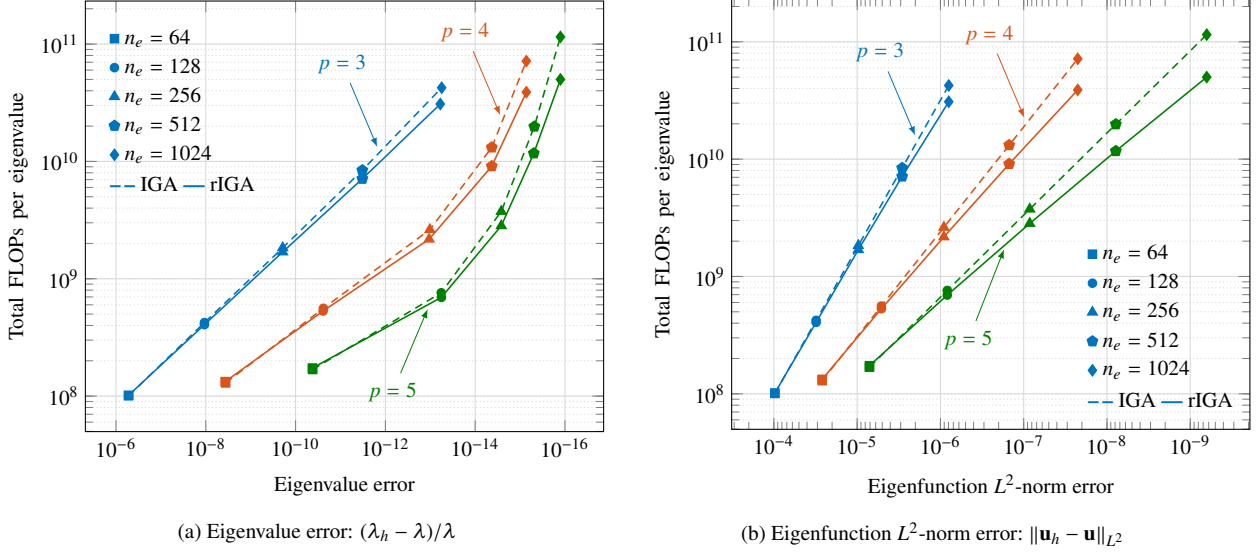 10^11
10^10
10^9
10^8
Total FLOPs per eigenvalue
n_e = 64
n_e = 128
n_e = 256
n_e = 512
n_e = 1024
IGA rIGA
p = 3
p = 4
p = 5
10^−6 10^−8 10^−10 10^−12 10^−14 10^−16
Eigenvalue error
(a) Eigenvalue error: (λ_h − λ)/λ
10^11
10^10
10^9
10^8
Total FLOPs per eigenvalue
p = 4
p = 3
p = 5
n_e = 64
n_e = 128
n_e = 256
n_e = 512
n_e = 1024
IGA rIGA
10^−4 10^−5 10^−6 10^−7 10^−8 10^−9
Eigenfunction L^2-norm error
(b) Eigenfunction L^2-norm error: ‖u_h − u‖_{L^2}